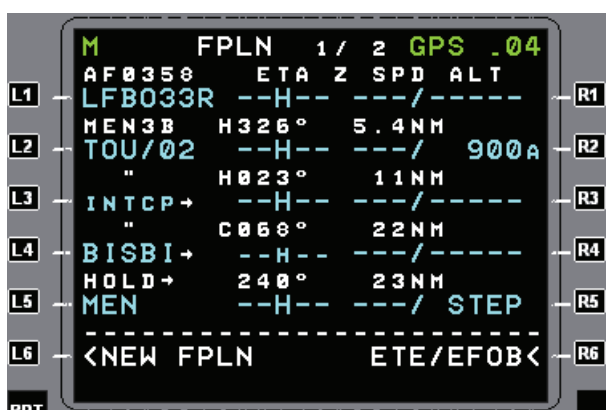 M FPLN 1/ 2 GPS .04
AF0358 ETA Z SPD ALT
L1 LFBO33R --H-- ---/----- R1
MEN3B H326° 5.4NM
L2 TOU/02 --H-- ---/ 900A R2
" H023° 11NM
L3 INTCP→ --H-- ---/----- R3
" C068° 22NM
L4 BISBI→ --H-- ---/----- R4
HOLD→ 240° 23NM
L5 MEN --H-- ---/ STEP R5
L6 <NEW FPLN ETE/EFOB< R6